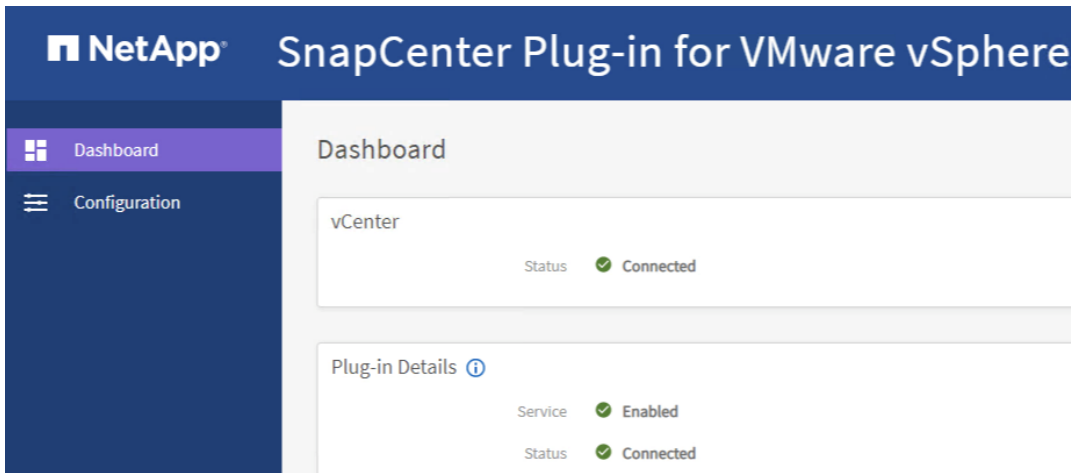 NetApp® SnapCenter Plug-in for VMware vSphere
Dashboard
Configuration
Dashboard
vCenter
Status Connected
Plug-in Details
Service Enabled
Status Connected